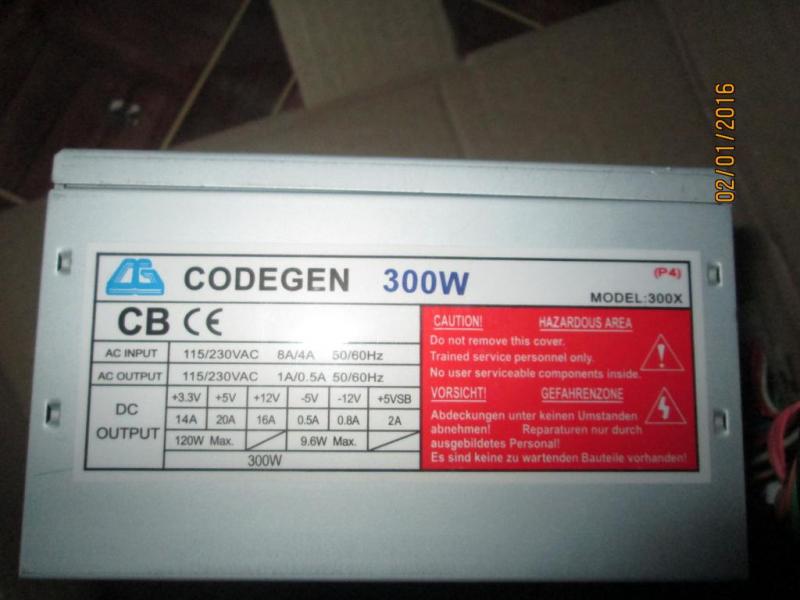 02/01/2016
CG CODEGEN 300W (P4)
MODEL:300X
CB CE
AC INPUT 115/230VAC 8A/4A 50/60Hz
AC OUTPUT 115/230VAC 1A/0.5A 50/60Hz
DC OUTPUT
+3.3V +5V +12V -5V -12V +5VSB
14A 20A 16A 0.5A 0.8A 2A
120W Max. 9.6W Max.
300W
CAUTION! HAZARDOUS AREA
Do not remove this cover.
Trained service personnel only.
No user serviceable components inside.
VORSICHT! GEFAHRENZONE
Abdeckungen unter keinen Umstanden
abnehmen! Reparaturen nur durch
ausgebildetes Personal!
Es sind keine zu wartenden Bauteile vorhanden!